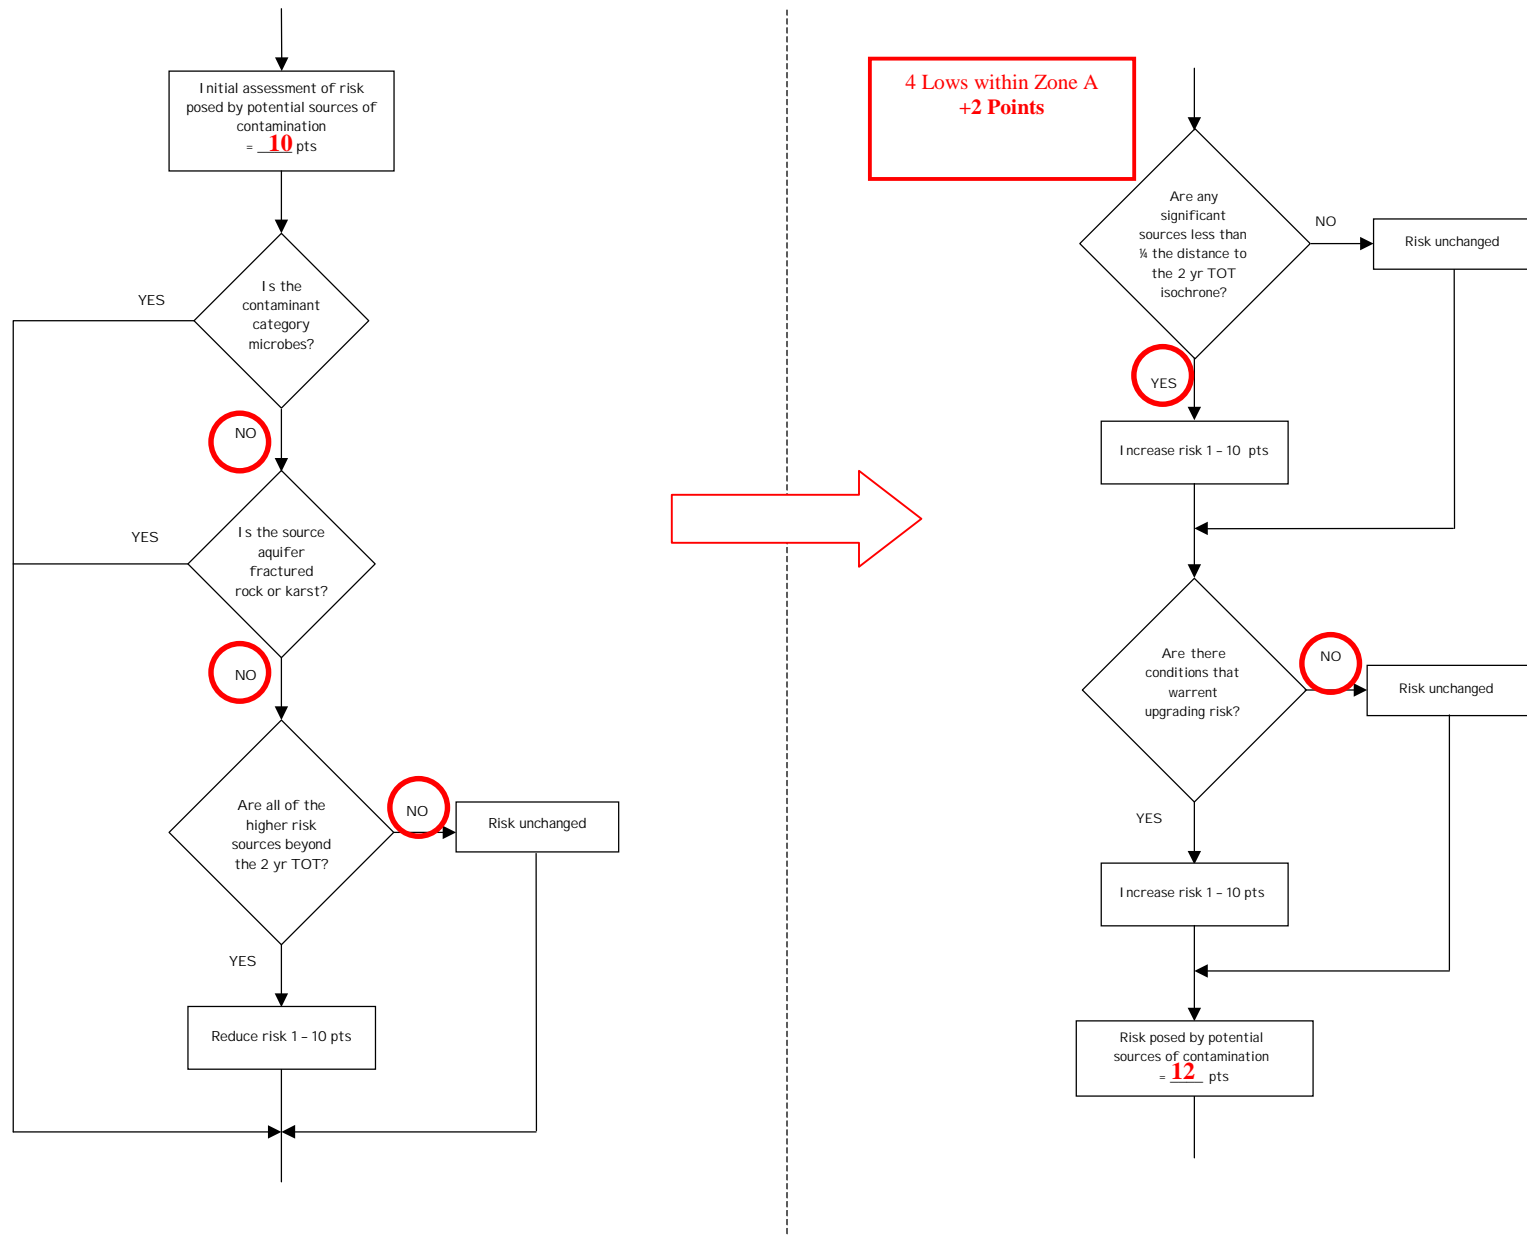 Initial assessment of risk
posed by potential sources of
contamination
= 10 pts
YES
Is the
contaminant
category
microbes?
NO
YES
Is the source
aquifer
fractured
rock or karst?
NO
Are all of the
higher risk
sources beyond
the 2 yr TOT?
NO
Risk unchanged
YES
Reduce risk 1 – 10 pts
4 Lows within Zone A
+2 Points
Are any
significant
sources less than
¼ the distance to
the 2 yr TOT
isochrone?
NO
Risk unchanged
YES
Increase risk 1 – 10 pts
Are there
conditions that
warrent
upgrading risk?
NO
Risk unchanged
YES
Increase risk 1 – 10 pts
Risk posed by potential
sources of contamination
= 12 pts